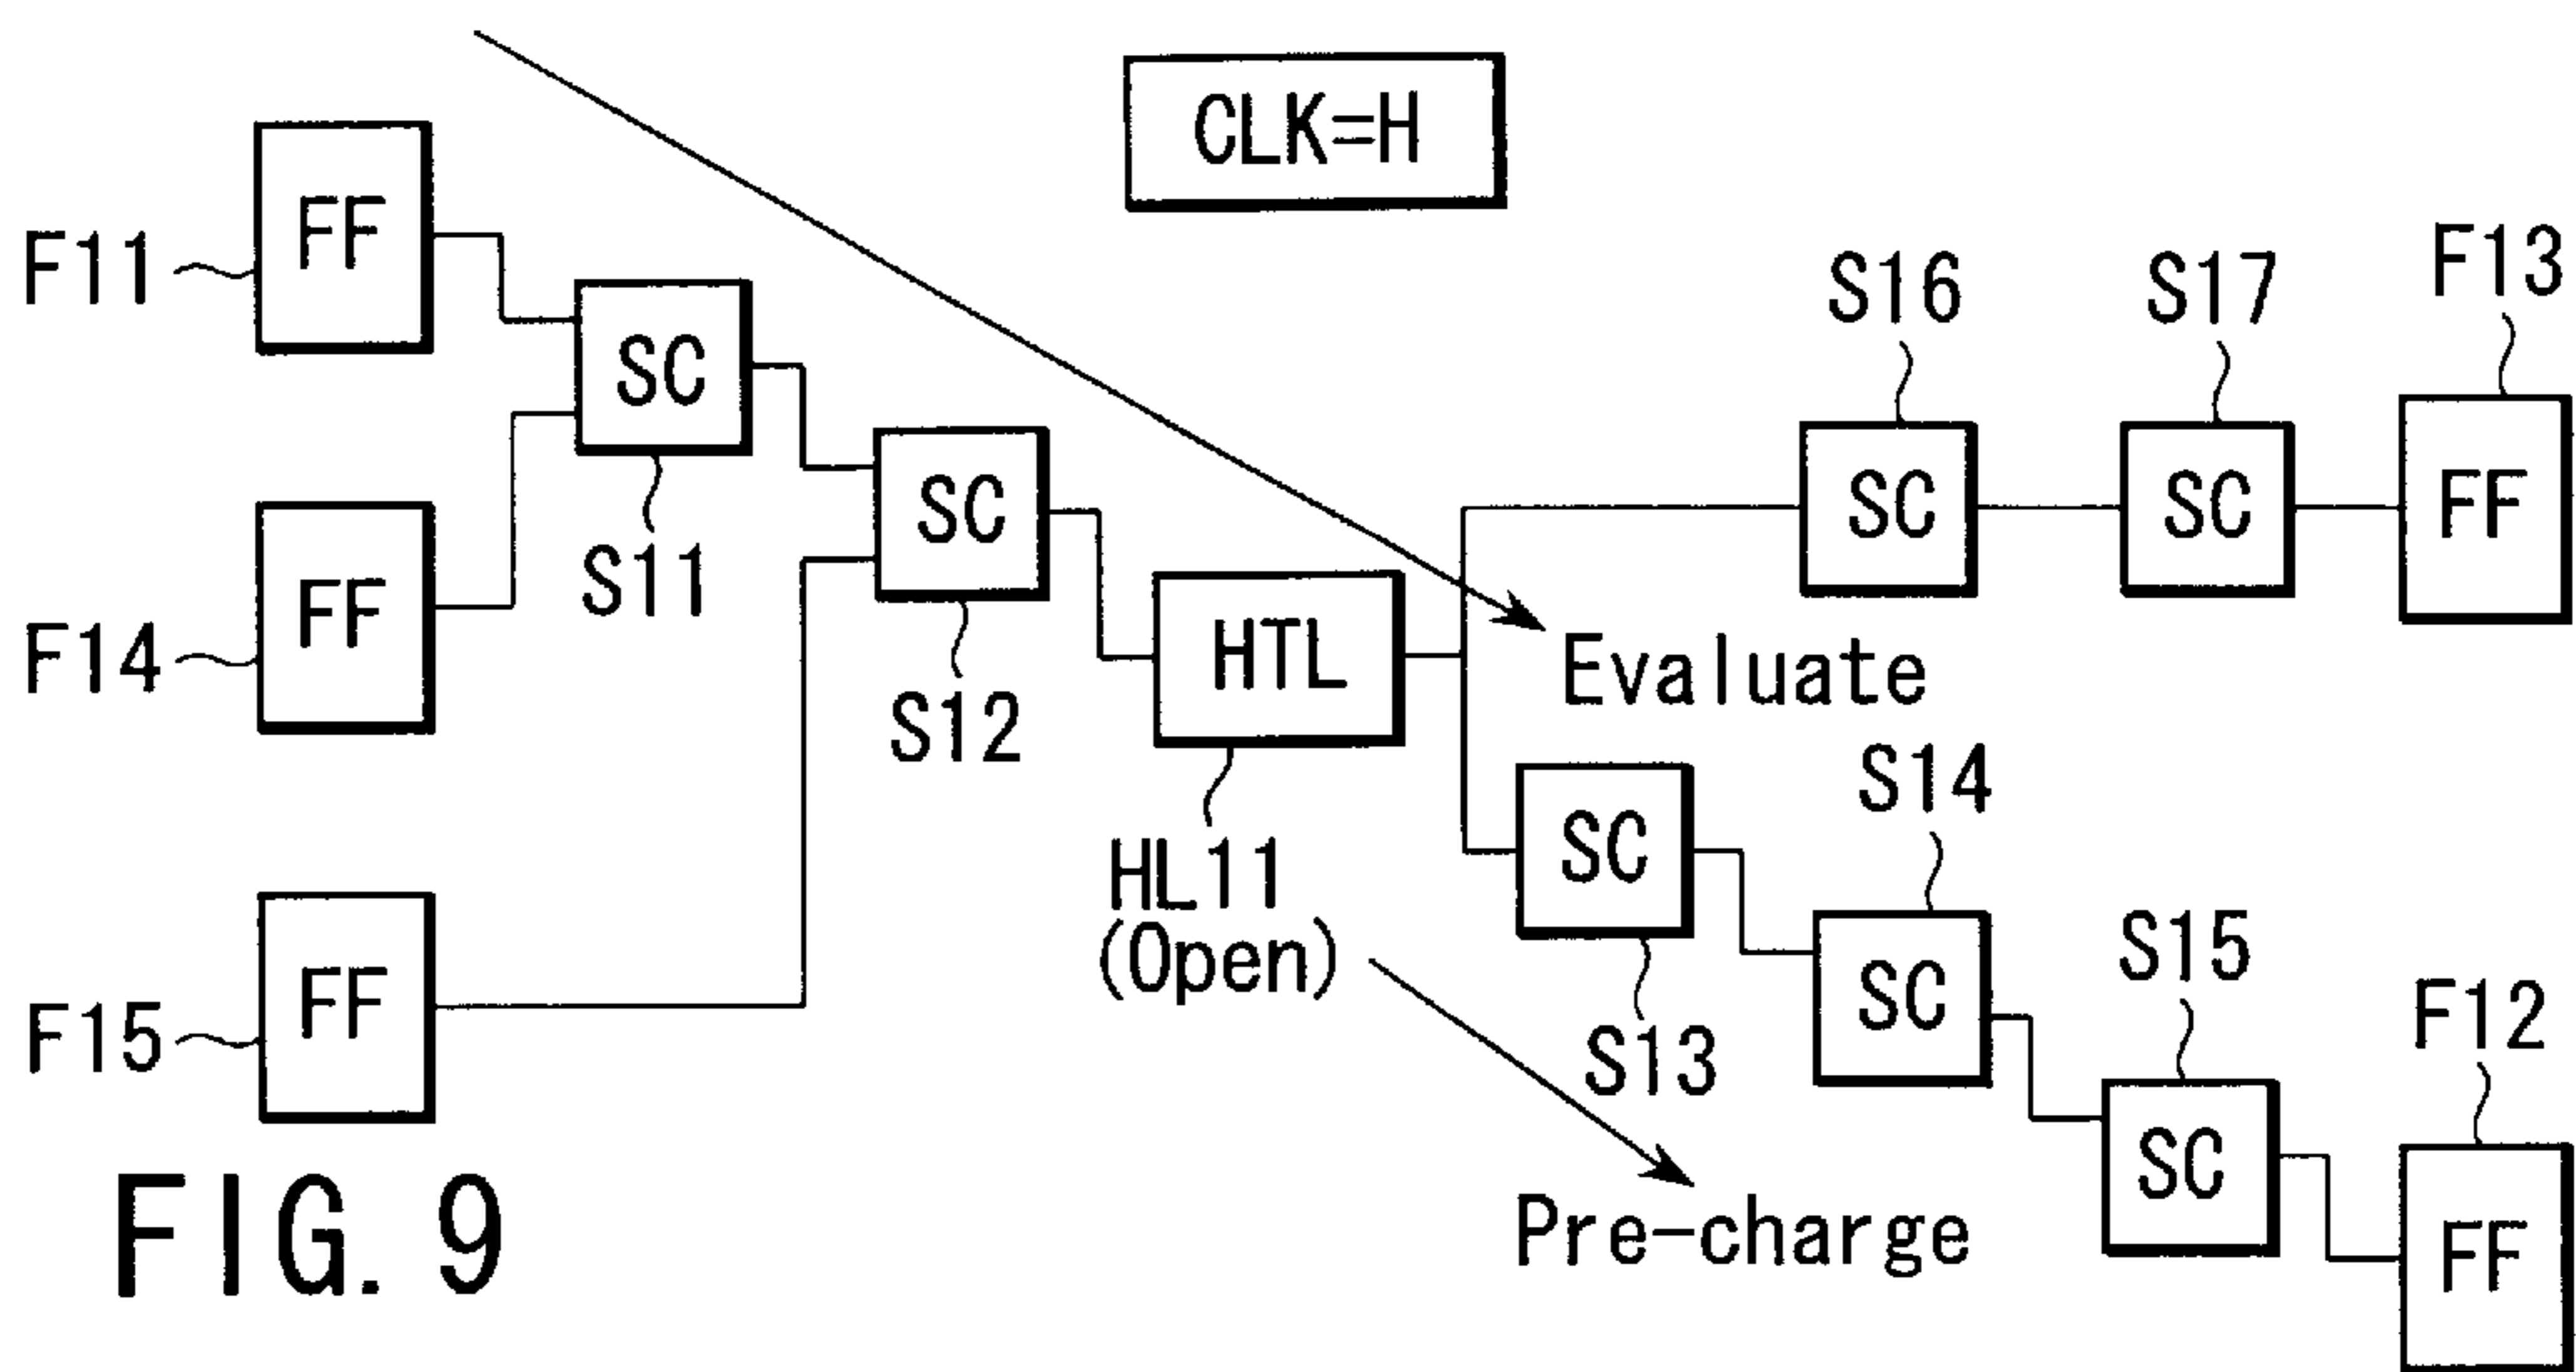 CLK=H
FF
F11
SC
S11
FF
F14
SC
S12
FF
F15
HTL
HL11
(Open)
Evaluate
S16
SC
S17
SC
F13
FF
SC
S13
S14
SC
S15
SC
F12
FF
Pre-charge
FIG. 9